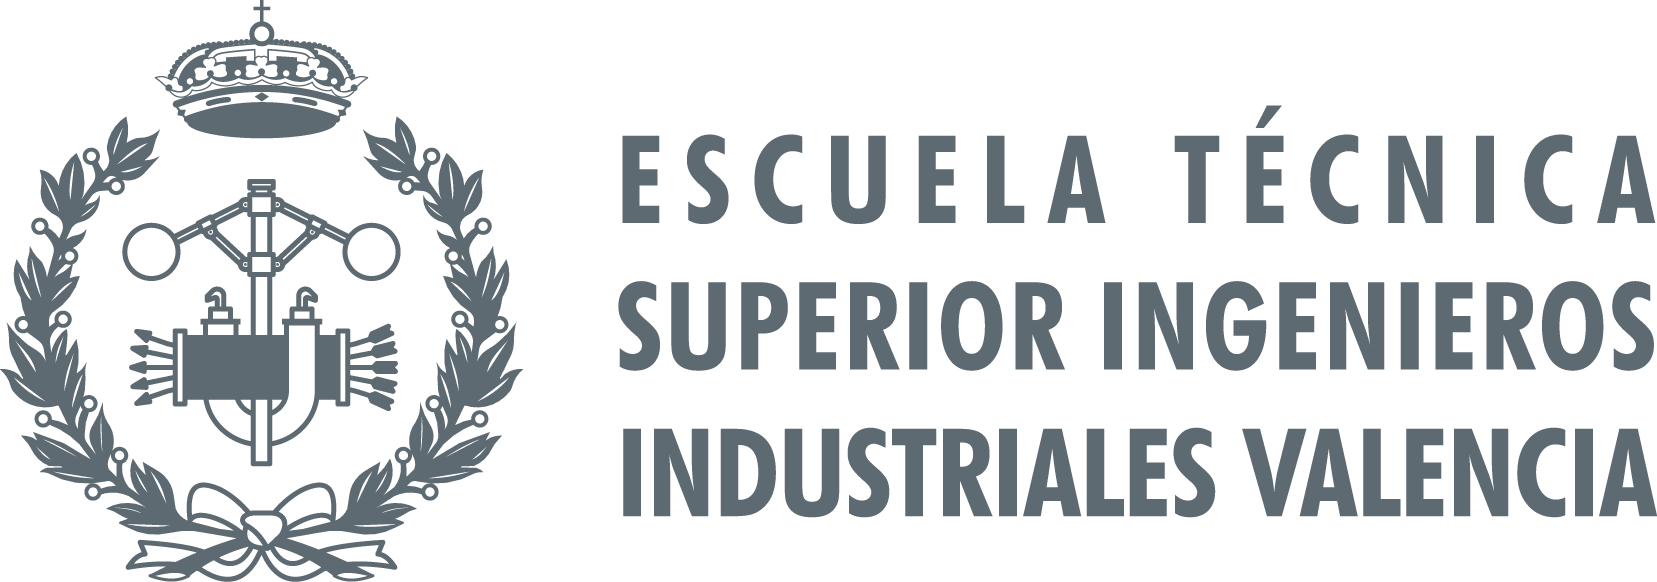 ESCUELA TÉCNICA
SUPERIOR INGENIEROS
INDUSTRIALES VALENCIA